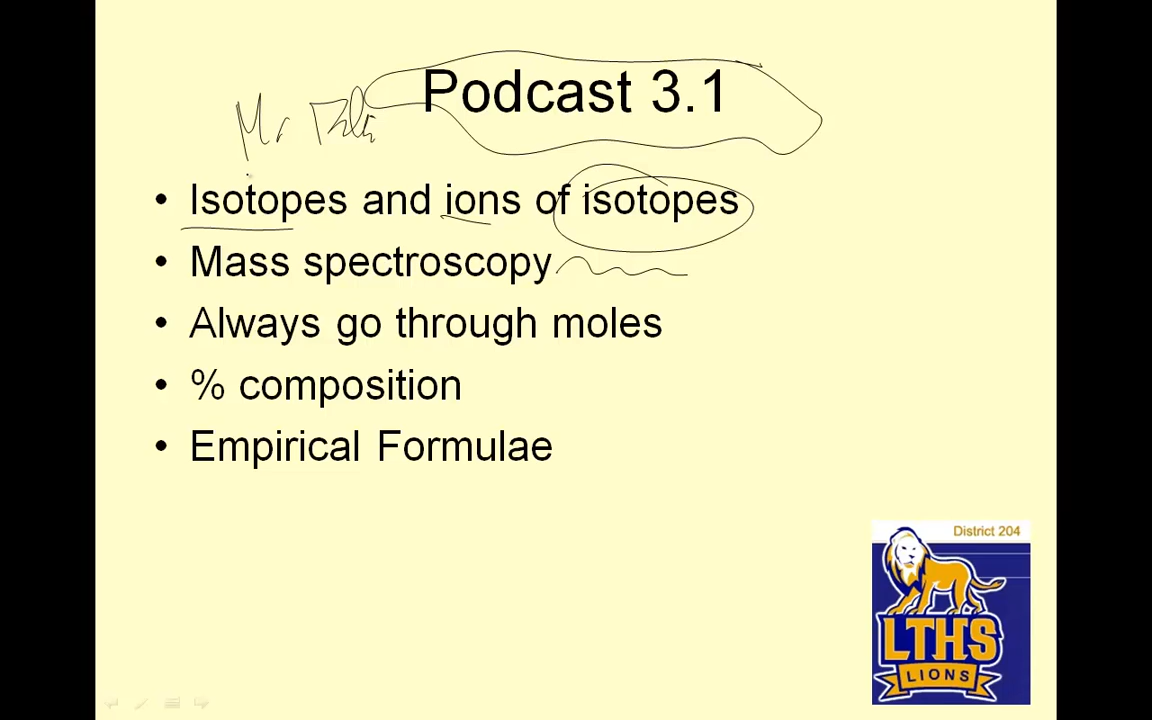 Podcast 3.1
Mr
• Isotopes and ions of isotopes
• Mass spectroscopy
• Always go through moles
• % composition
• Empirical Formulae
District 204
LTHS
LIONS